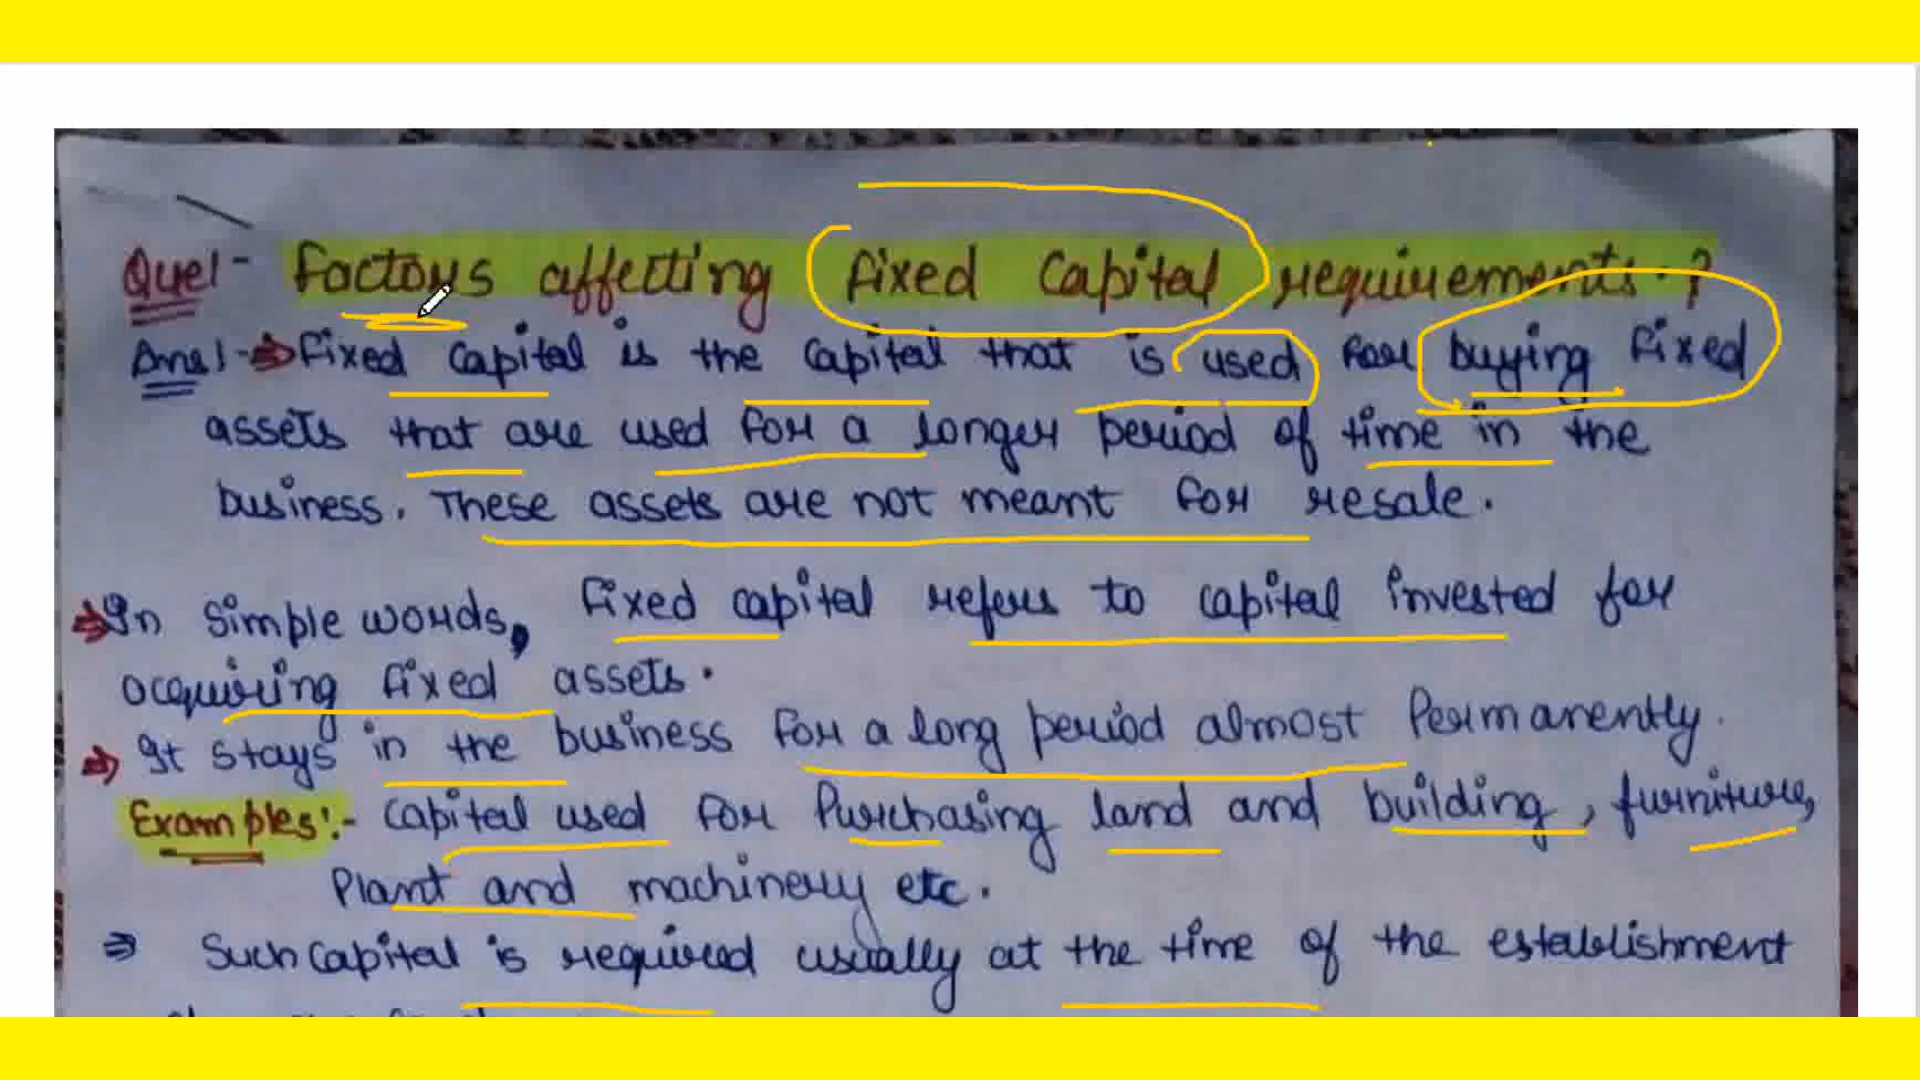 Que1- Factors affecting fixed Capital requirements.?
Ans1- ⇒ Fixed capital is the capital that is used for buying fixed
assets that are used for a longer period of time in the
business. These assets are not meant for resale.
⇒ In simple words, fixed capital refers to capital invested for
acquiring fixed assets.
⇒ It stays in the business for a long period almost Permanently.
Examples:- Capital used for Purchasing land and building, furniture,
Plant and machinery etc.
⇒ Such Capital is required usually at the time of the establishment